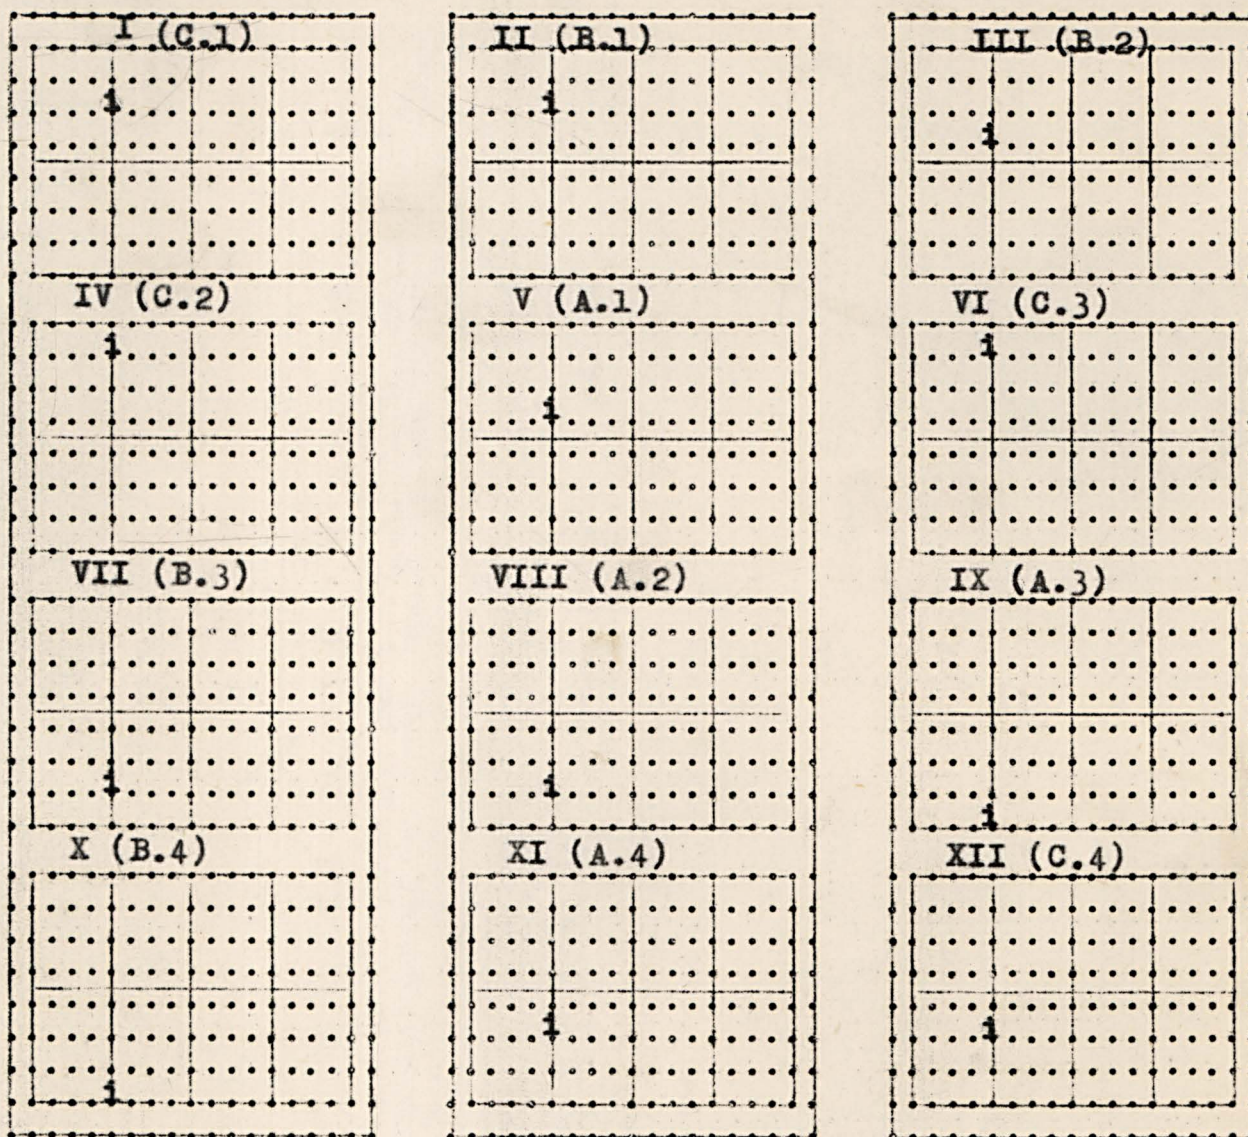 I (C.1) II (B.1) III (B.2)
i i i
IV (C.2) V (A.1) VI (C.3)
i i i
VII (B.3) VIII (A.2) IX (A.3)
i i i
X (B.4) XI (A.4) XII (C.4)
i i i